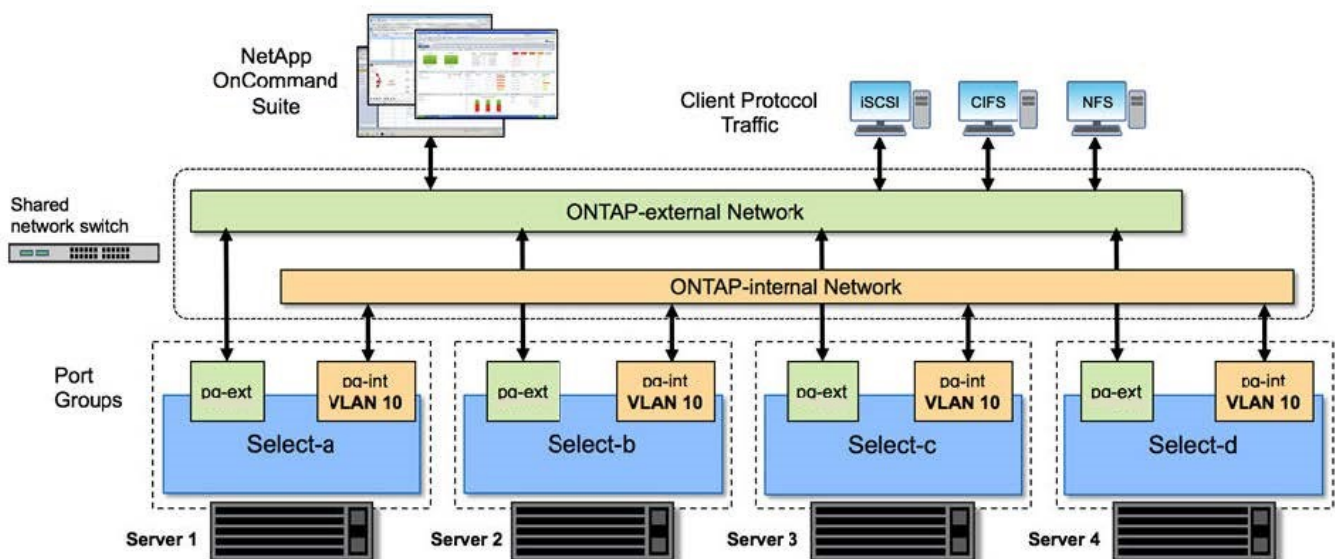 NetApp
OnCommand
Suite
Client Protocol
Traffic
iSCSI
CIFS
NFS
Shared
network switch
ONTAP-external Network
ONTAP-internal Network
Port
Groups
pg-ext
pg-int
VLAN 10
Select-a
pg-ext
pg-int
VLAN 10
Select-b
pg-ext
pg-int
VLAN 10
Select-c
pg-ext
pg-int
VLAN 10
Select-d
Server 1
Server 2
Server 3
Server 4